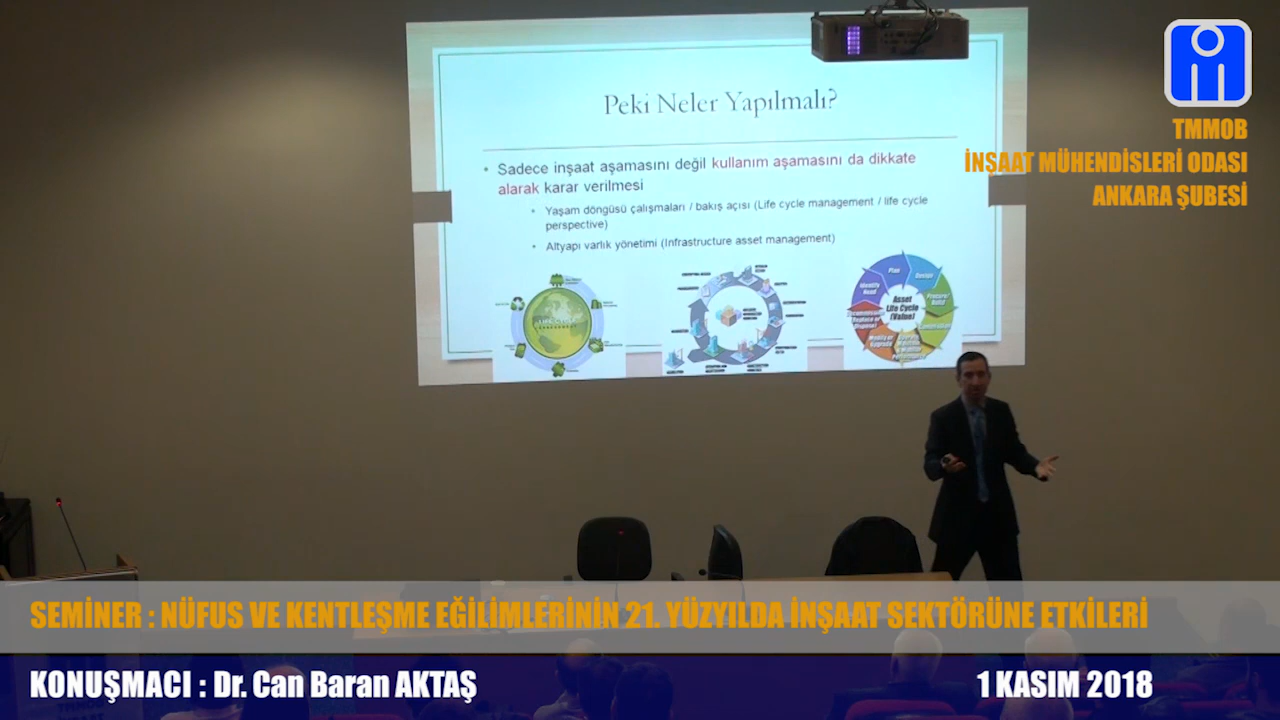 Peki Neler Yapılmalı?
• Sadece inşaat aşamasını değil kullanım aşamasını da dikkate
alarak karar verilmesi
• Yaşam döngüsü çalışmaları / bakış açısı (Life cycle management / life cycle
perspective)
• Altyapı varlık yönetimi (Infrastructure asset management)
Asset
Life Cycle
(Value)
Plan
Design
Identify
Need
TMMOB
İNŞAAT MÜHENDİSLERİ ODASI
ANKARA ŞUBESİ
SEMİNER : NÜFUS VE KENTLEŞME EĞİLİMLERİNİN 21. YÜZYILDA İNŞAAT SEKTÖRÜNE ETKİLERİ
KONUŞMACI : Dr. Can Baran AKTAŞ
1 KASIM 2018